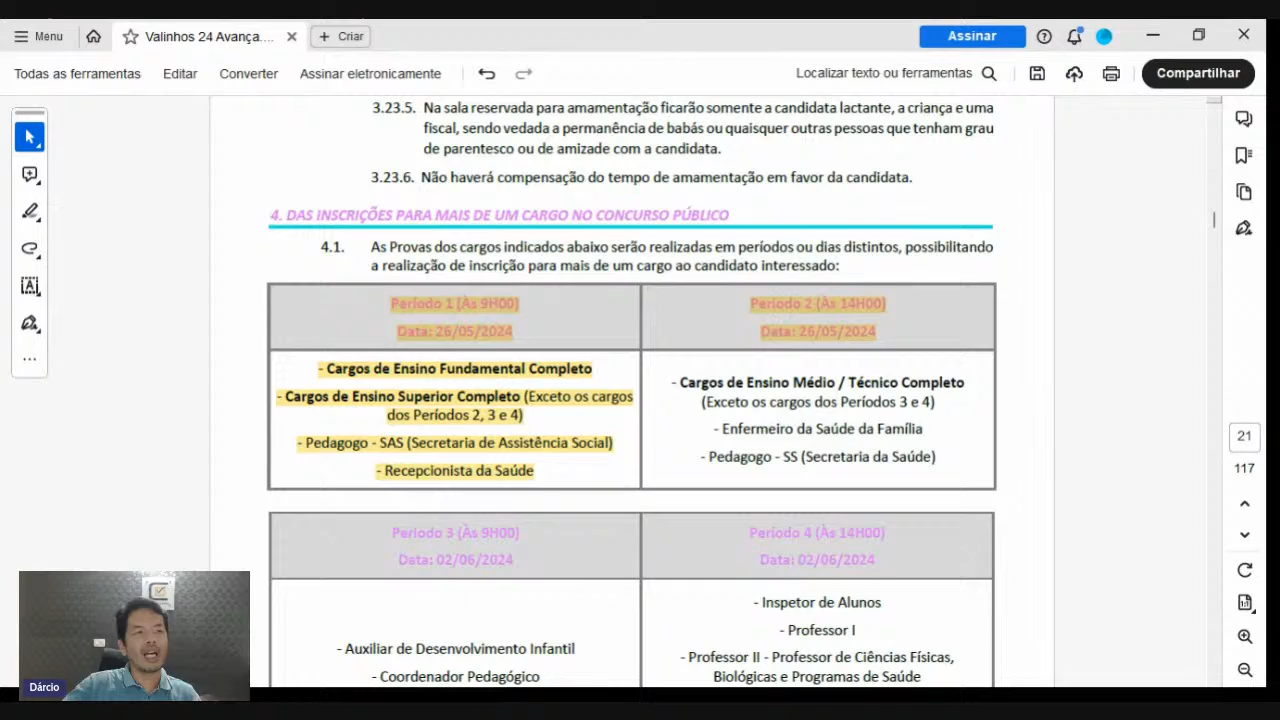 Menu
Valinhos 24 Avança....
Criar
Assinar
Todas as ferramentas
Editar
Converter
Assinar eletronicamente
Localizar texto ou ferramentas
Compartilhar
3.23.5. Na sala reservada para amamentação ficarão somente a candidata lactante, a criança e uma
fiscal, sendo vedada a permanência de babás ou quaisquer outras pessoas que tenham grau
de parentesco ou de amizade com a candidata.
3.23.6. Não haverá compensação do tempo de amamentação em favor da candidata.
4. DAS INSCRIÇÕES PARA MAIS DE UM CARGO NO CONCURSO PÚBLICO
4.1. As Provas dos cargos indicados abaixo serão realizadas em períodos ou dias distintos, possibilitando
a realização de inscrição para mais de um cargo ao candidato interessado:
Período 1 (Às 9H00)
Data: 26/05/2024
Período 2 (Às 14H00)
Data: 26/05/2024
- Cargos de Ensino Fundamental Completo
- Cargos de Ensino Superior Completo (Exceto os cargos
dos Períodos 2, 3 e 4)
- Pedagogo - SAS (Secretaria de Assistência Social)
- Recepcionista da Saúde
- Cargos de Ensino Médio / Técnico Completo
(Exceto os cargos dos Períodos 3 e 4)
- Enfermeiro da Saúde da Família
- Pedagogo - SS (Secretaria da Saúde)
Período 3 (Às 9H00)
Data: 02/06/2024
Período 4 (Às 14H00)
Data: 02/06/2024
- Auxiliar de Desenvolvimento Infantil
- Coordenador Pedagógico
- Inspetor de Alunos
- Professor I
- Professor II - Professor de Ciências Físicas,
Biológicas e Programas de Saúde
21
117
Dárcio